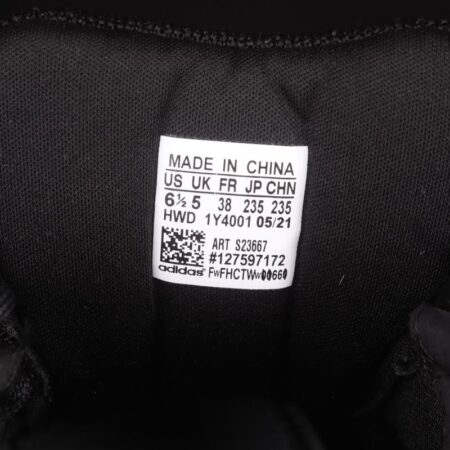 MADE IN CHINA
US UK FR JP CHN
6½ 5 38 235 235
HWD 1Y4001 05/21
ART S23667
#127597172
adidas